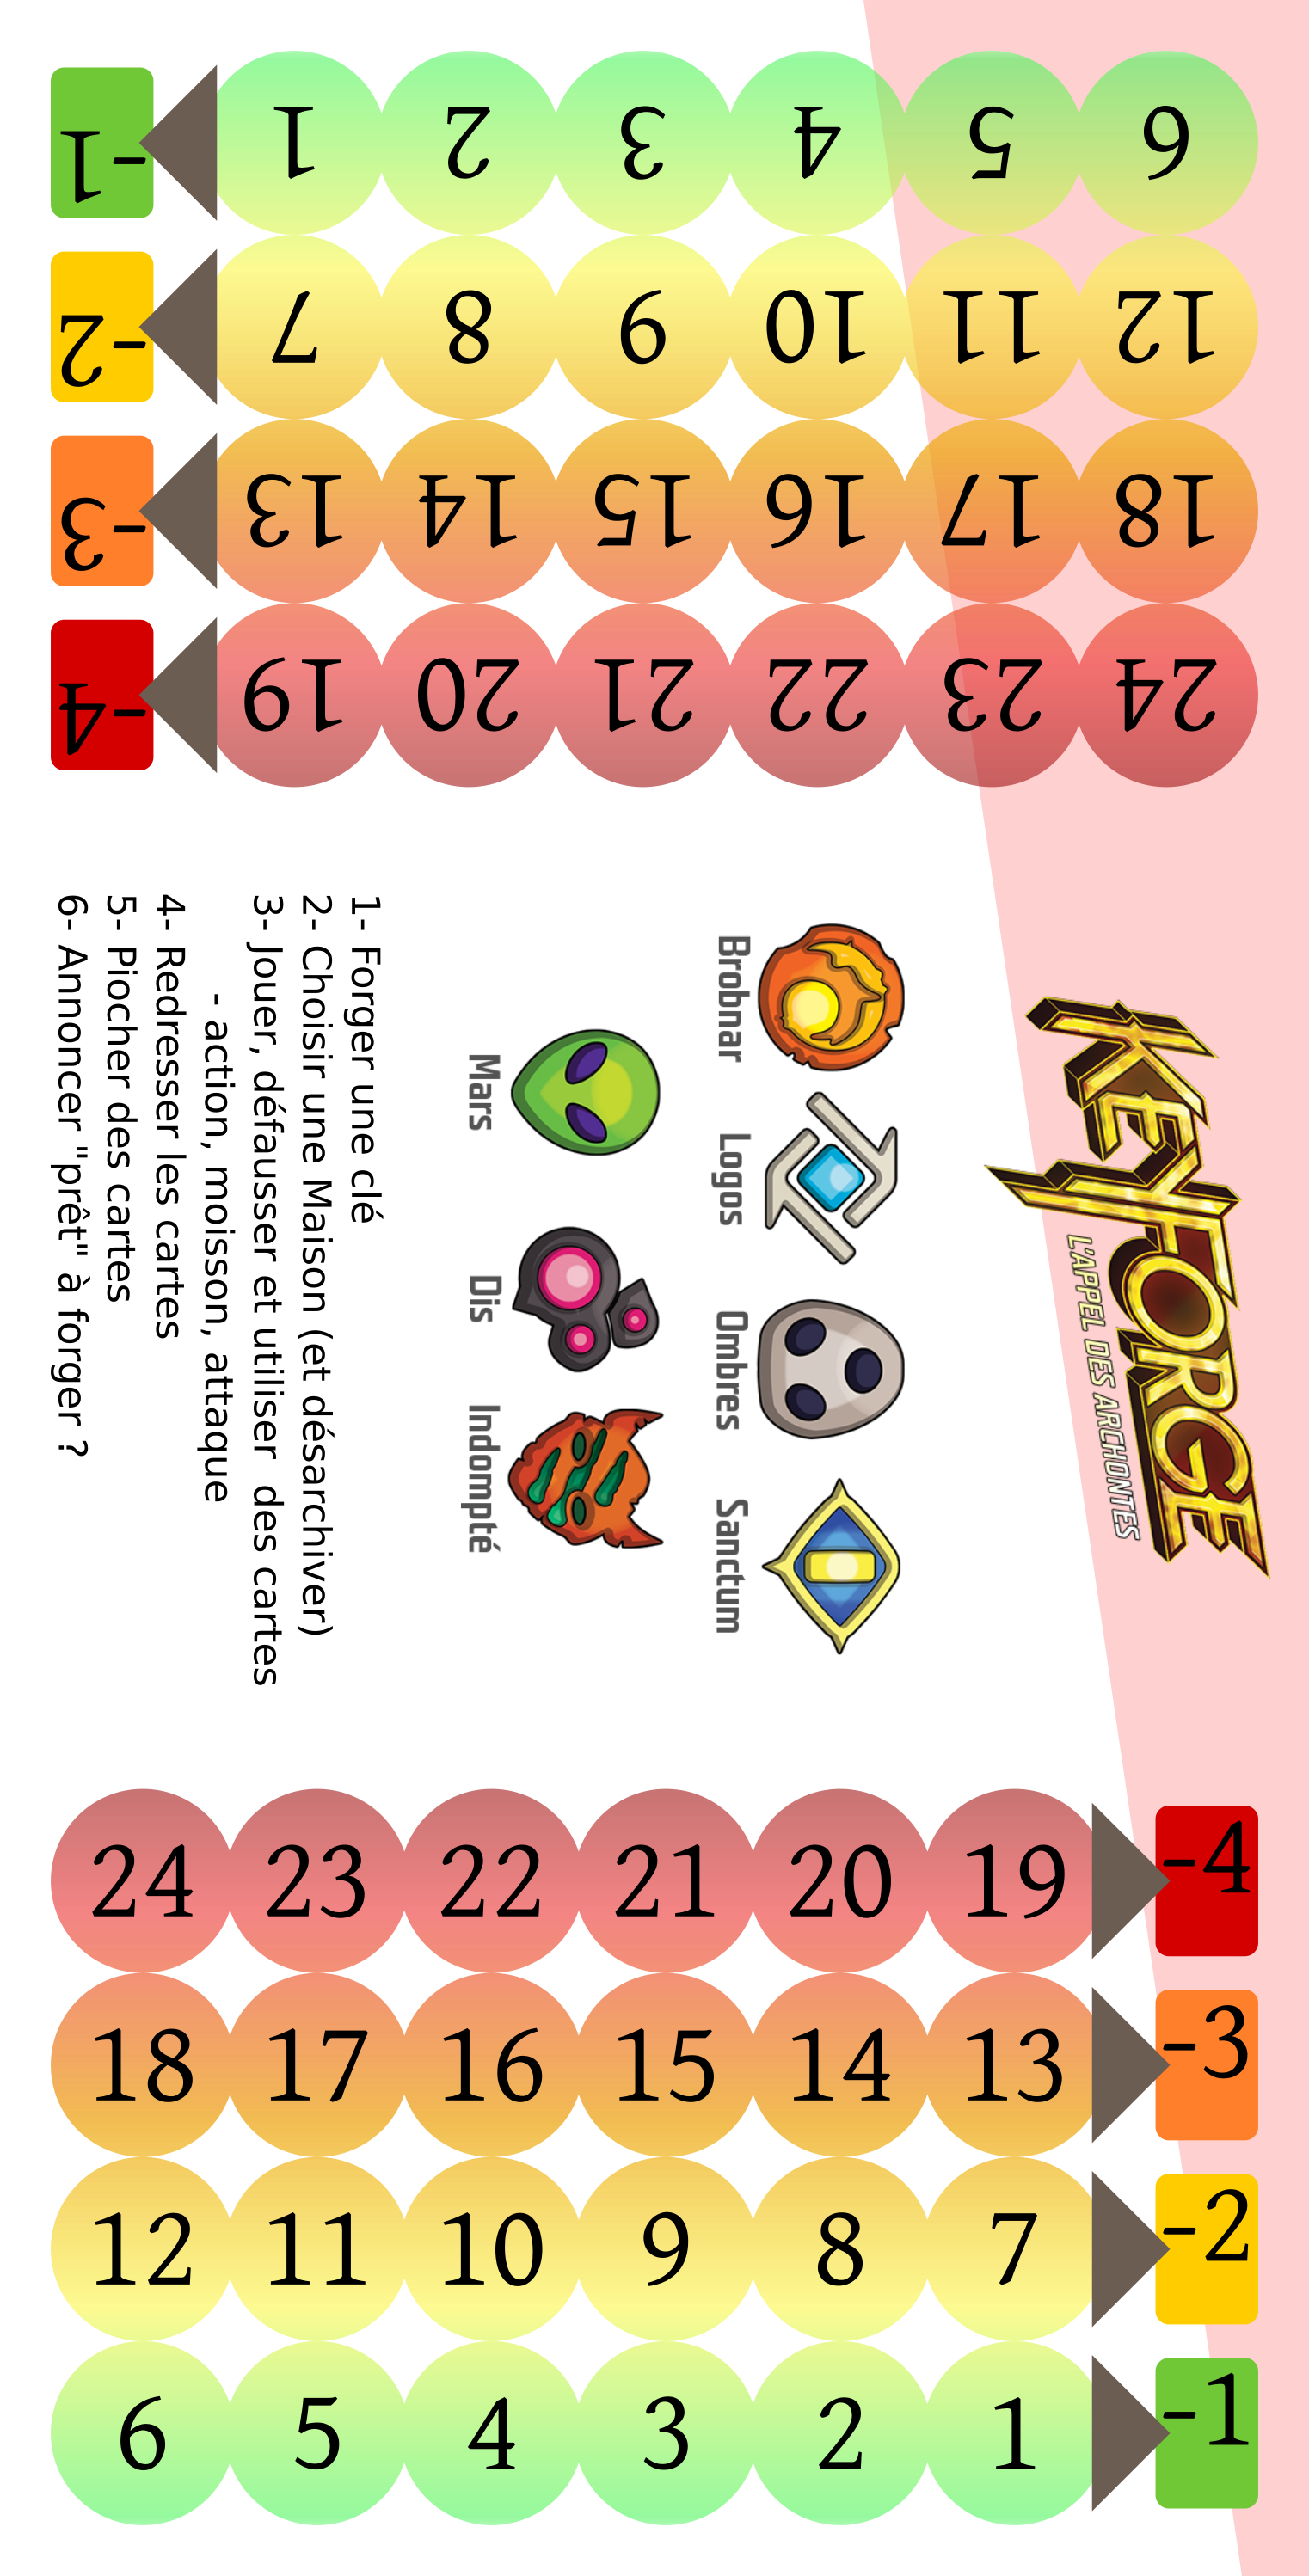 -1 1 2 3 4 5 6
-2 7 8 9 10 11 12
-3 13 14 15 16 17 18
-4 19 20 21 22 23 24
KEYFORGE
L'APPEL DES ARCHONTES
Brobnar Logos Ombres Sanctum
Mars Dis Indompté
1- Forger une clé
2- Choisir une Maison (et désarchiver)
3- Jouer, défausser et utiliser des cartes
- action, moisson, attaque
4- Redresser les cartes
5- Piocher des cartes
6- Annoncer "prêt" à forger ?
24 23 22 21 20 19 -4
18 17 16 15 14 13 -3
12 11 10 9 8 7 -2
6 5 4 3 2 1 -1